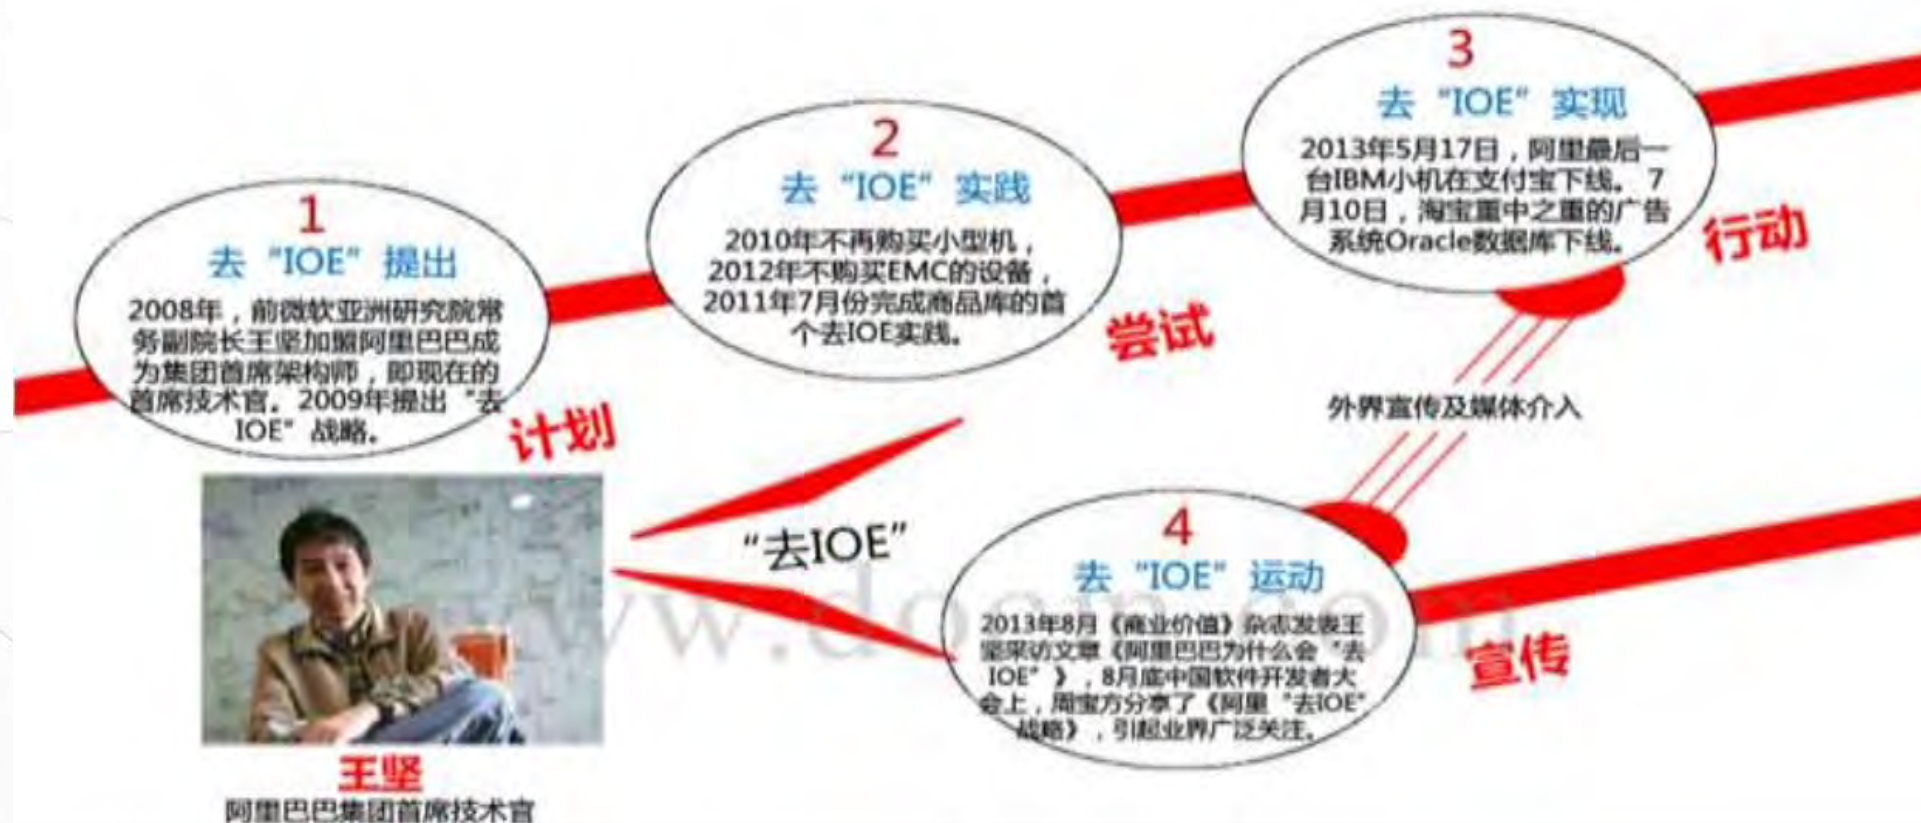 1
去“IOE”提出
2008年，前微软亚洲研究院常
务副院长王坚加盟阿里巴巴成
为集团首席架构师，即现在的
首席技术官。2009年提出“去
IOE”战略。
计划
2
去“IOE”实践
2010年不再购买小型机，
2012年不购买EMC的设备，
2011年7月份完成商品库的首
个去IOE实践。
尝试
3
去“IOE”实现
2013年5月17日，阿里最后一
台IBM小机在支付宝下线。 7
月10日，淘宝重中之重的广告
系统Oracle数据库下线。
行动
外界宣传及媒体介入
“去IOE”
4
去“IOE”运动
2013年8月《商业价值》杂志发表王
坚采访文章《阿里巴巴为什么会“去
IOE”》，8月底中国软件开发者大
会上，周宝方分享了《阿里“去IOE”
战略》，引起业界广泛关注。
宣传
王坚
阿里巴巴集团首席技术官